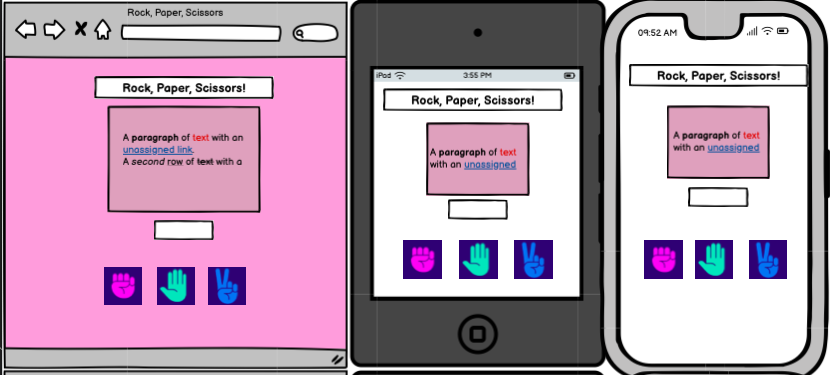 Rock, Paper, Scissors
Rock, Paper, Scissors!
A paragraph of text with an
unassigned link.
A second row of text with a
iPad
3:55 PM
Rock, Paper, Scissors!
A paragraph of text
with an unassigned
09:52 AM
Rock, Paper, Scissors!
A paragraph of text
with an unassigned